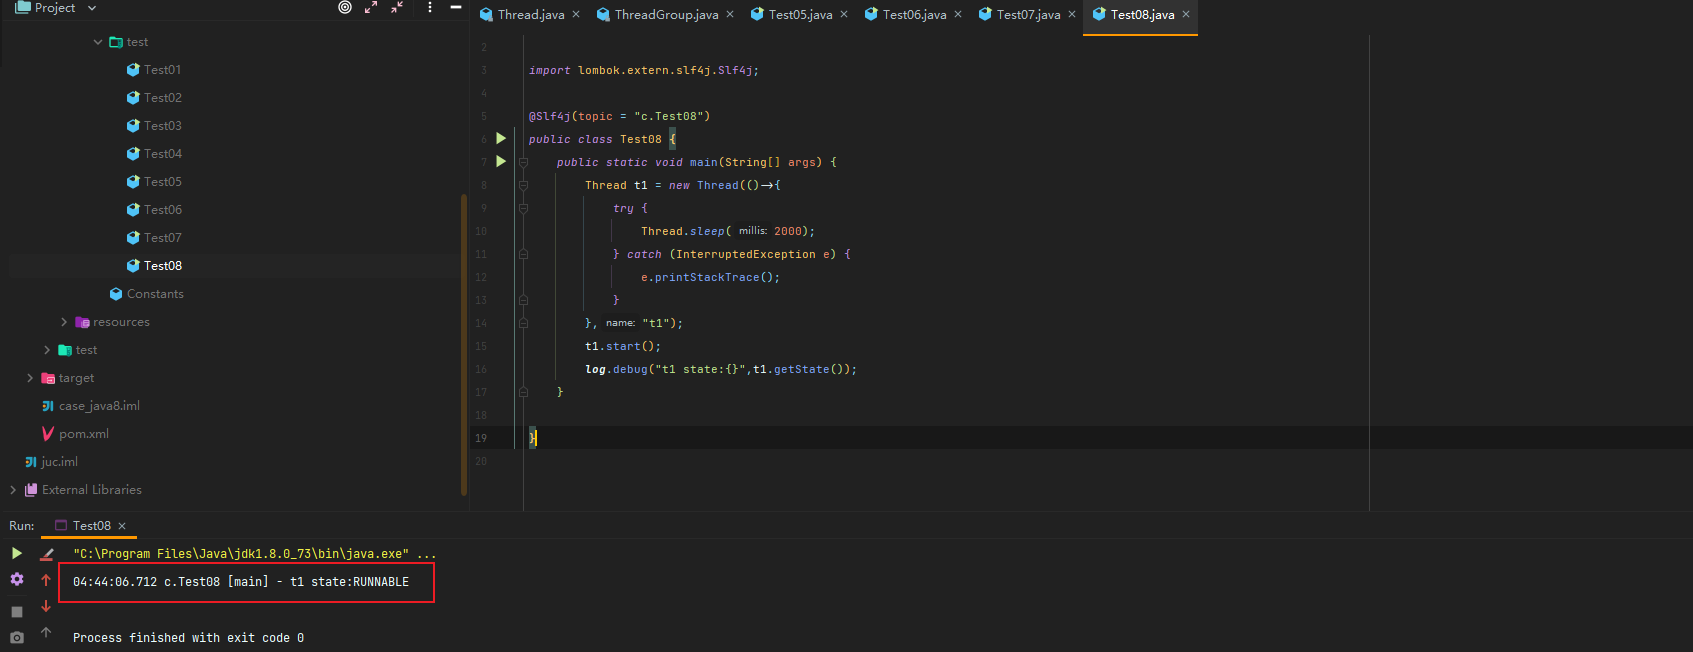 Project
test
Test01
Test02
Test03
Test04
Test05
Test06
Test07
Test08
Constants
resources
test
target
case_java8.iml
pom.xml
juc.iml
External Libraries
Thread.java × ThreadGroup.java × Test05.java × Test06.java × Test07.java × Test08.java ×
2
3 import lombok.extern.slf4j.Slf4j;
4
5 @Slf4j(topic = "c.Test08")
6 public class Test08 {
7 public static void main(String[] args) {
8 Thread t1 = new Thread(()->{
9 try {
10 Thread.sleep( millis: 2000);
11 } catch (InterruptedException e) {
12 e.printStackTrace();
13 }
14 }, name: "t1");
15 t1.start();
16 log.debug("t1 state:{}",t1.getState());
17 }
18
19 }
20
Run: Test08 ×
"C:\Program Files\Java\jdk1.8.0_73\bin\java.exe" ...
04:44:06.712 c.Test08 [main] - t1 state:RUNNABLE
Process finished with exit code 0